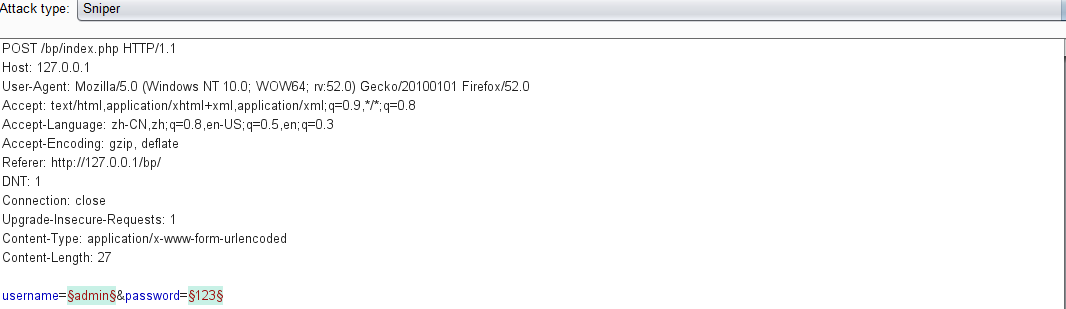 Attack type: Sniper
POST /bp/index.php HTTP/1.1
Host: 127.0.0.1
User-Agent: Mozilla/5.0 (Windows NT 10.0; WOW64; rv:52.0) Gecko/20100101 Firefox/52.0
Accept: text/html,application/xhtml+xml,application/xml;q=0.9,*/*;q=0.8
Accept-Language: zh-CN,zh;q=0.8,en-US;q=0.5,en;q=0.3
Accept-Encoding: gzip, deflate
Referer: http://127.0.0.1/bp/
DNT: 1
Connection: close
Upgrade-Insecure-Requests: 1
Content-Type: application/x-www-form-urlencoded
Content-Length: 27
username=§admin§&password=§123§